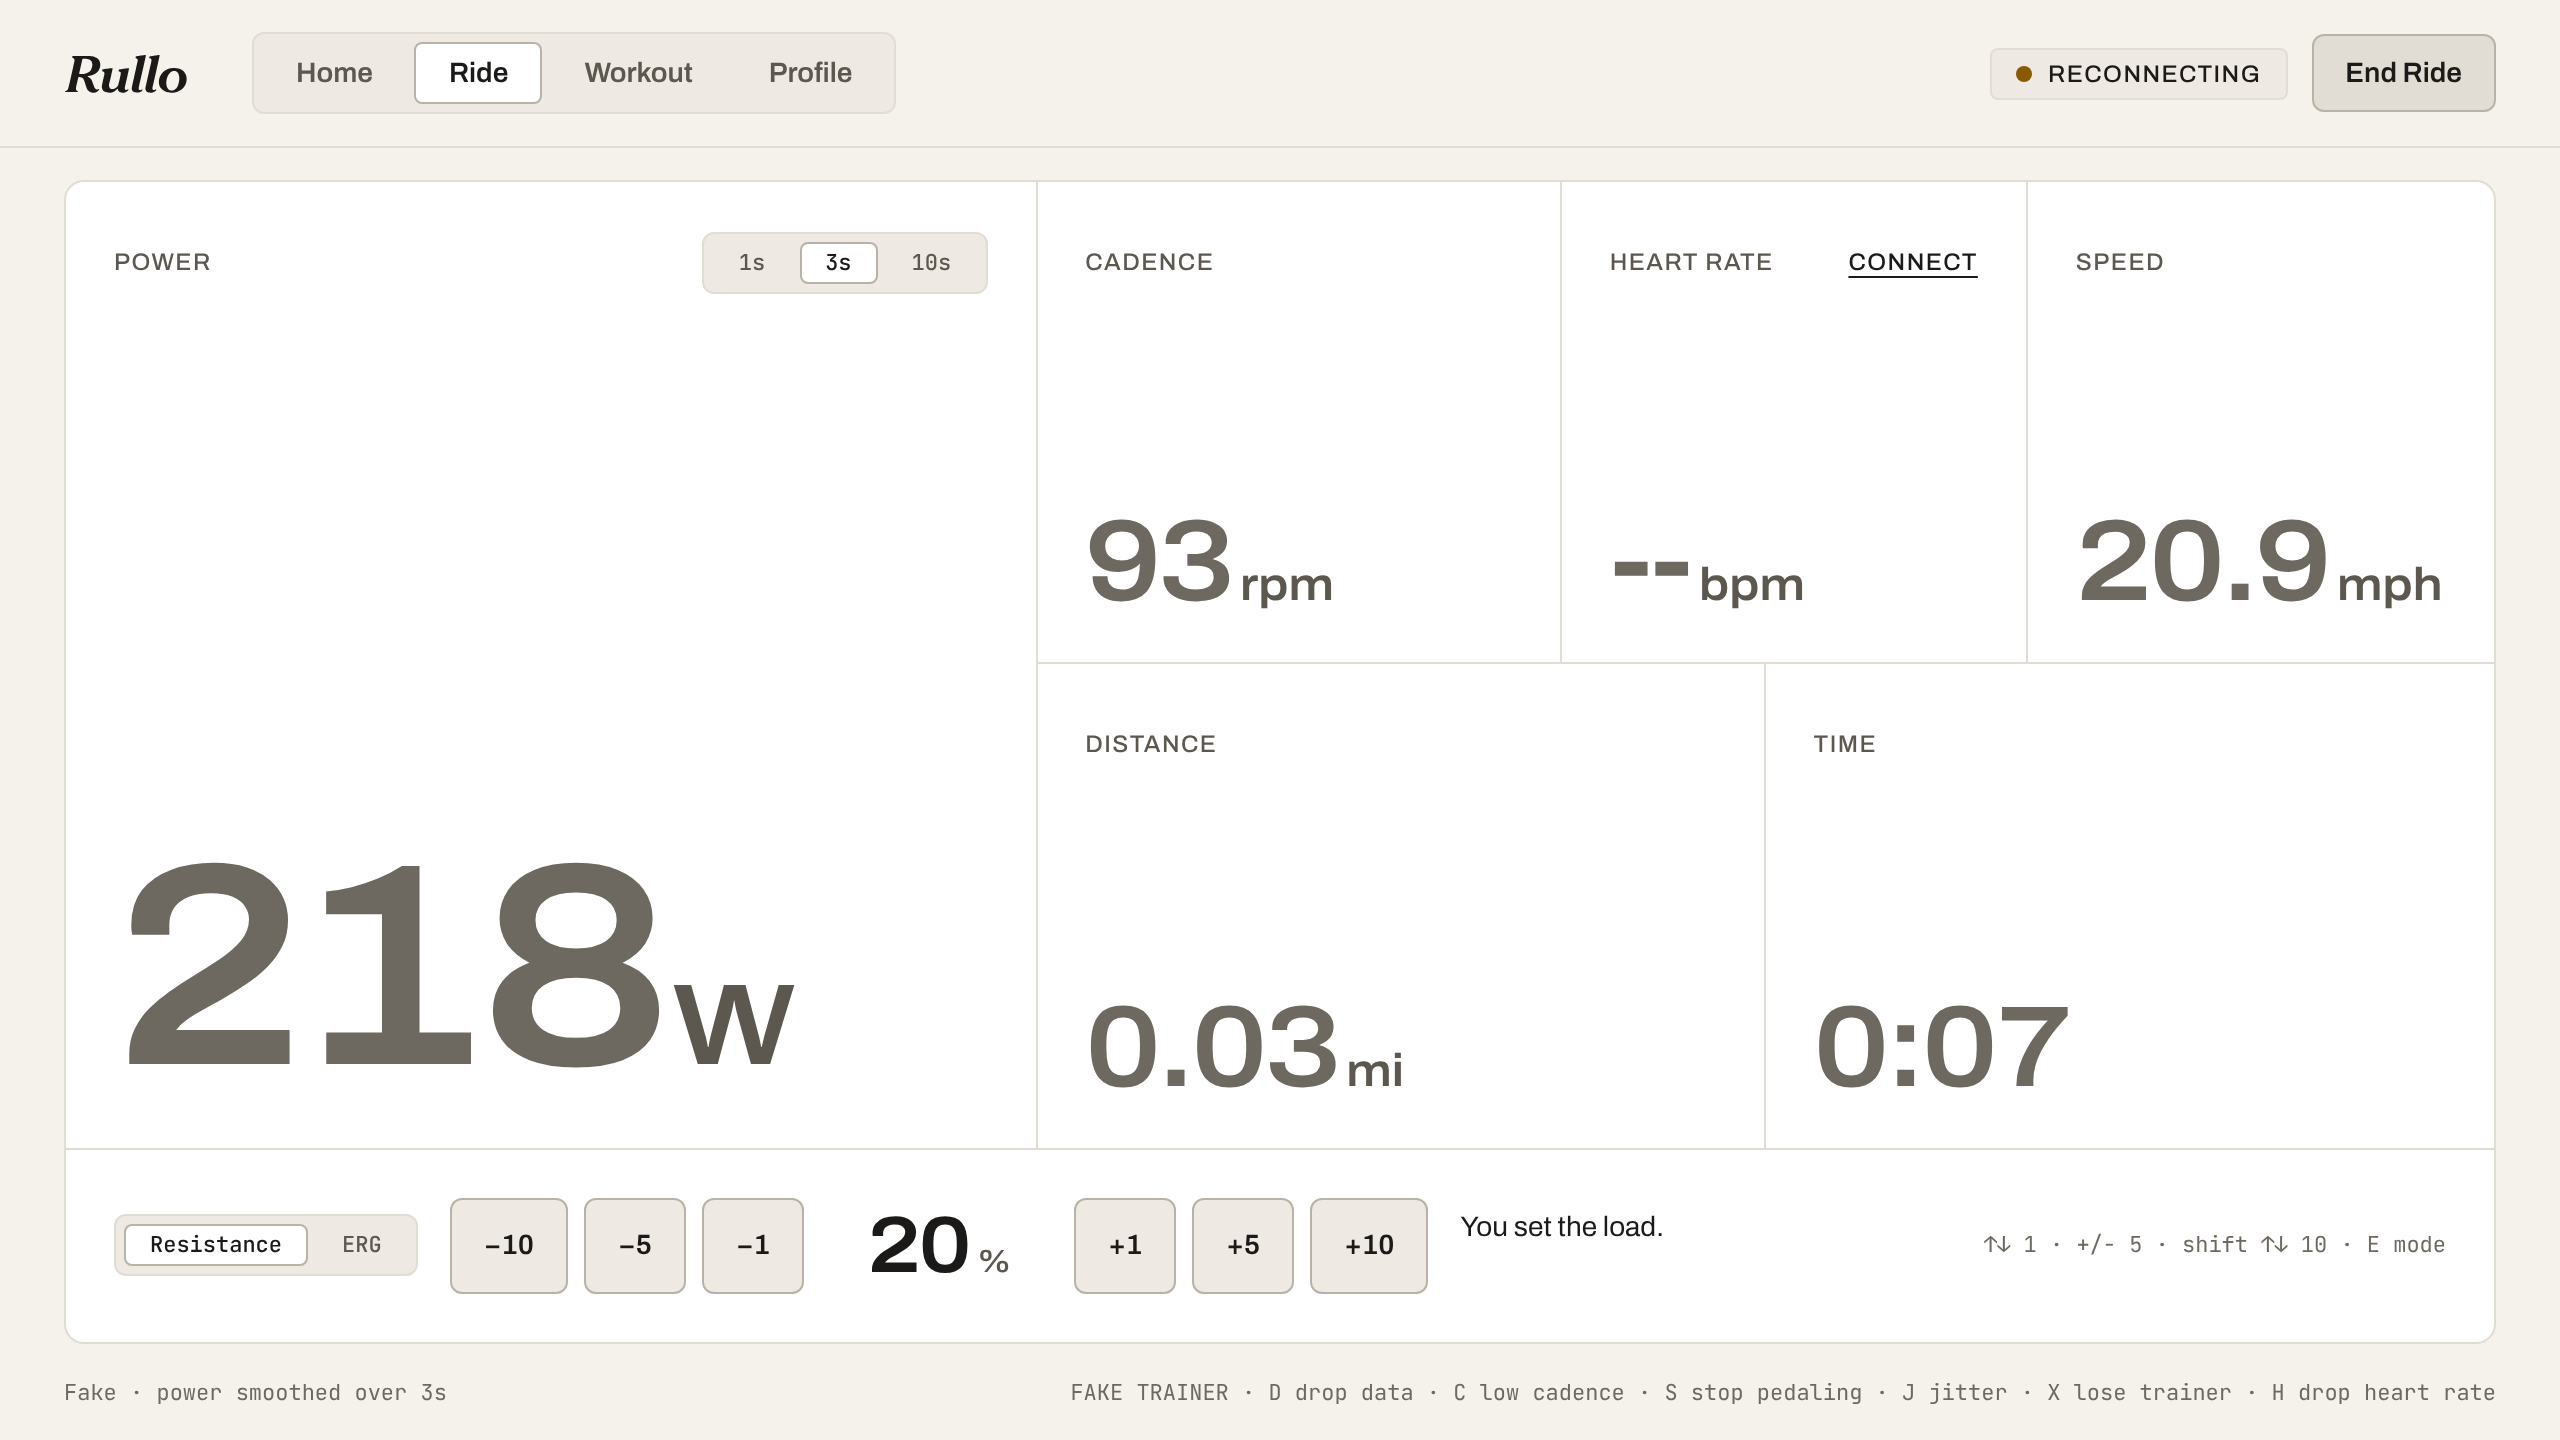 Rullo
Home Ride Workout Profile
RECONNECTING
End Ride
POWER
1s 3s 10s
218 W
CADENCE
93 rpm
HEART RATE CONNECT
-- bpm
SPEED
20.9 mph
DISTANCE
0.03 mi
TIME
0:07
Resistance ERG
−10 −5 −1 20 % +1 +5 +10
You set the load.
↑↓ 1 · +/- 5 · shift ↑↓ 10 · E mode
Fake · power smoothed over 3s
FAKE TRAINER · D drop data · C low cadence · S stop pedaling · J jitter · X lose trainer · H drop heart rate